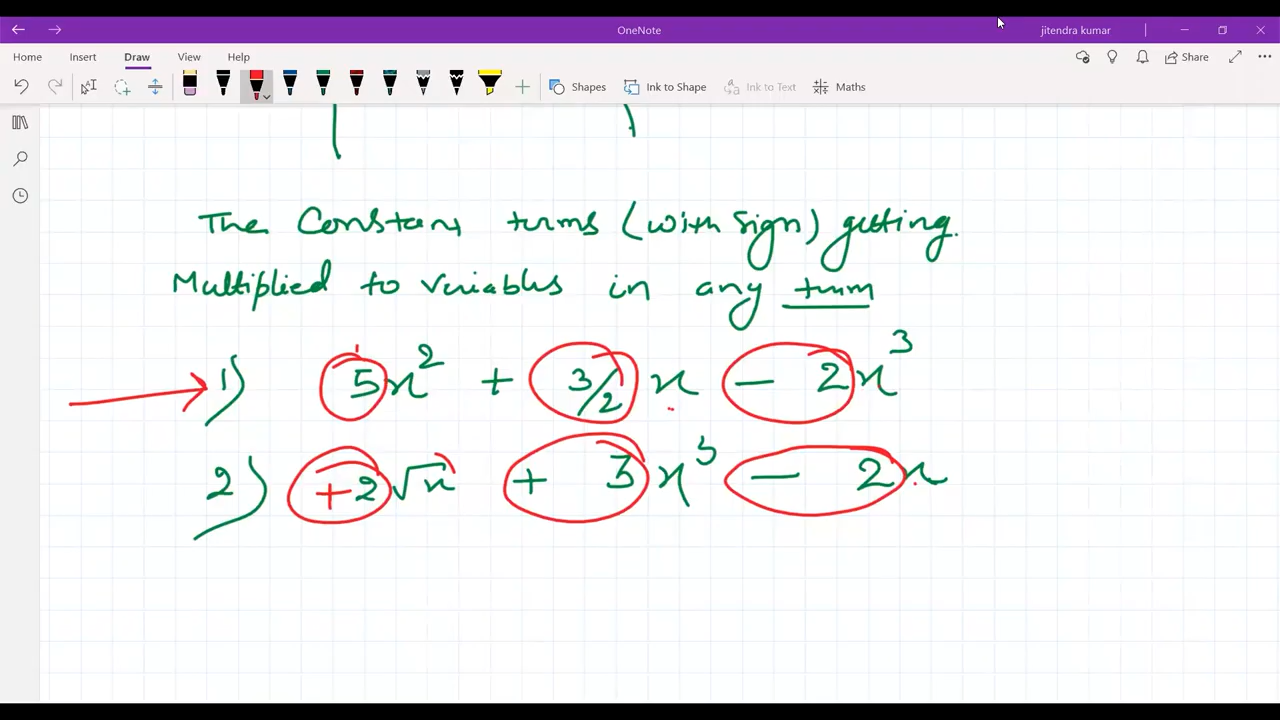 OneNote
jitendra kumar
Home Insert Draw View Help
Share
Shapes Ink to Shape Ink to Text Maths
The Constant terms (with sign) getting
Multiplied to variables in any term
1) 5x² + 3/2 x - 2x³
2) +2√x + 3x³ - 2x